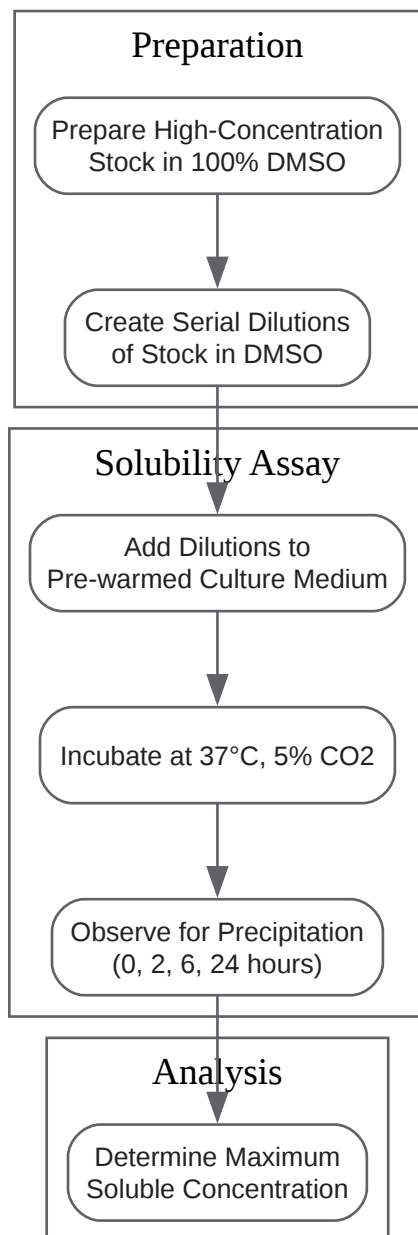 Preparation
Prepare High-Concentration
Stock in 100% DMSO
Create Serial Dilutions
of Stock in DMSO
Solubility Assay
Add Dilutions to
Pre-warmed Culture Medium
Incubate at 37°C, 5% CO2
Observe for Precipitation
(0, 2, 6, 24 hours)
Analysis
Determine Maximum
Soluble Concentration